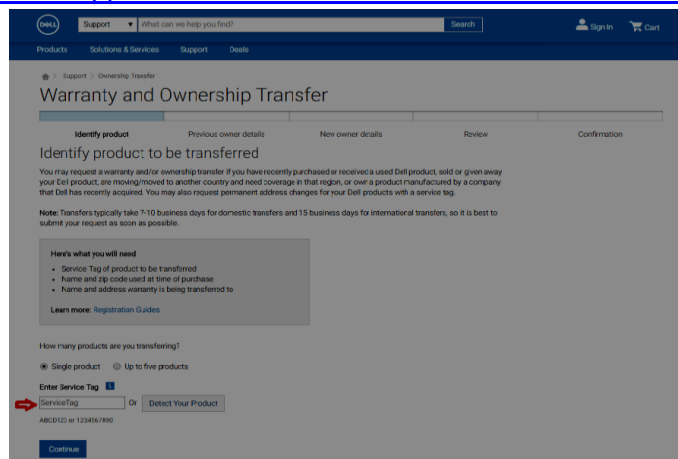 DELL
Support ▼ What can we help you find? Search Sign In Cart
Products Solutions & Services Support Deals
> Support > Ownership Transfer
Warranty and Ownership Transfer
Identify product Previous owner details New owner details Review Confirmation
Identify product to be transferred
You may request a warranty and/or ownership transfer if you have recently purchased or received a used Dell product, sold or given away
your Dell product, are moving/moved to another country and need coverage in that region, or own a product manufactured by a company
that Dell has recently acquired. You may also request permanent address changes for your Dell products with a service tag.
Note: Transfers typically take 7-10 business days for domestic transfers and 15 business days for international transfers, so it is best to
submit your request as soon as possible.
Here's what you will need
• Service Tag of product to be transferred
• Name and zip code used at time of purchase
• Name and address warranty is being transferred to
Learn more: Registration Guides
How many products are you transferring?
Single product Up to five products
Enter Service Tag i
ServiceTag Or Detect Your Product
ABCD123 or 1234567890
Continue